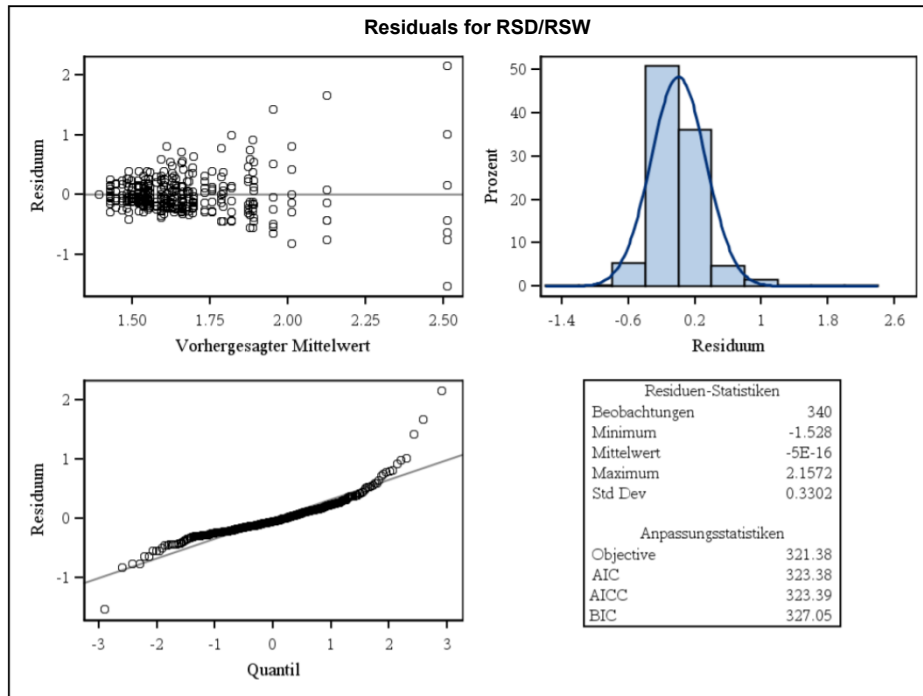 Residuals for RSD/RSW
Residuum
2
1
0
-1
1.50 1.75 2.00 2.25 2.50
Vorhergesagter Mittelwert
Prozent
50
40
30
20
10
0
-1.4 -0.6 0.2 1 1.8 2.6
Residuum
Residuum
2
1
0
-1
-3 -2 -1 0 1 2 3
Quantil
Residuen-Statistiken
Beobachtungen 340
Minimum -1.528
Mittelwert -5E-16
Maximum 2.1572
Std Dev 0.3302
Anpassungsstatistiken
Objective 321.38
AIC 323.38
AICC 323.39
BIC 327.05